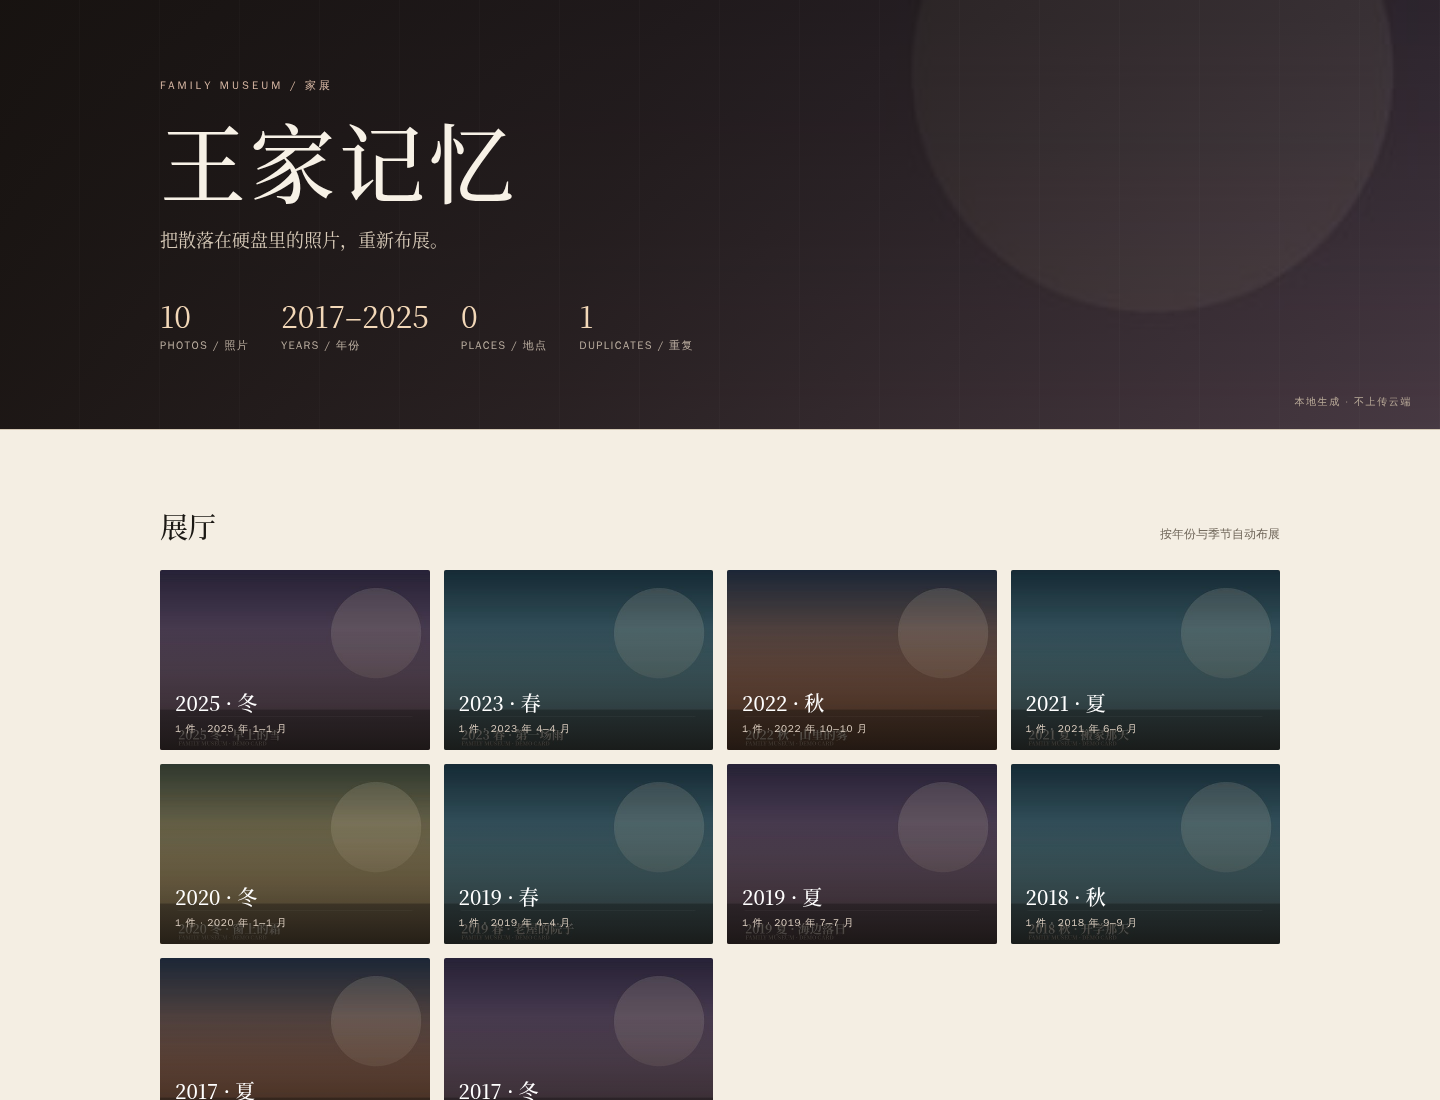 FAMILY MUSEUM / 家展
王家记忆
把散落在硬盘里的照片，重新布展。
10
PHOTOS / 照片
2017–2025
YEARS / 年份
0
PLACES / 地点
1
DUPLICATES / 重复
本地生成 · 不上传云端
展厅
按年份与季节自动布展
2025 · 冬
1 件 · 2025 年 1–1 月
2023 · 春
1 件 · 2023 年 4–4 月
2022 · 秋
1 件 · 2022 年 10–10 月
2021 · 夏
1 件 · 2021 年 6–6 月
2020 · 冬
1 件 · 2020 年 1–1 月
2019 · 春
1 件 · 2019 年 4–4 月
2019 · 夏
1 件 · 2019 年 7–7 月
2018 · 秋
1 件 · 2018 年 9–9 月
2017 · 夏
2017 · 冬